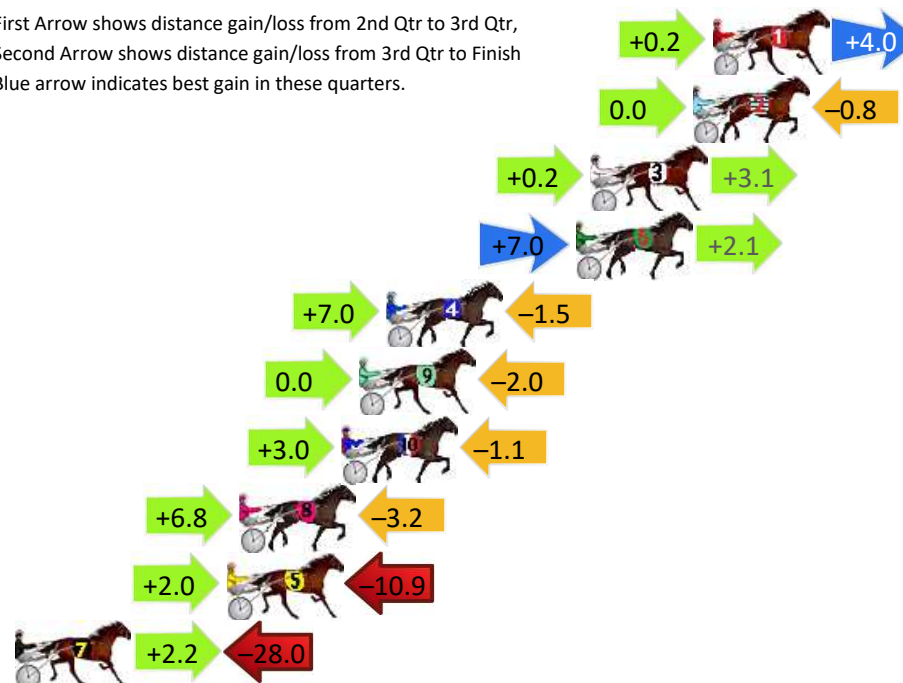 First Arrow shows distance gain/loss from 2nd Qtr to 3rd Qtr,
Second Arrow shows distance gain/loss from 3rd Qtr to Finish
Blue arrow indicates best gain in these quarters.
+0.2 1 +4.0
0.0 2 –0.8
+0.2 3 +3.1
+7.0 6 +2.1
+7.0 4 –1.5
0.0 9 –2.0
+3.0 10 –1.1
+6.8 8 –3.2
+2.0 5 –10.9
7 +2.2 –28.0